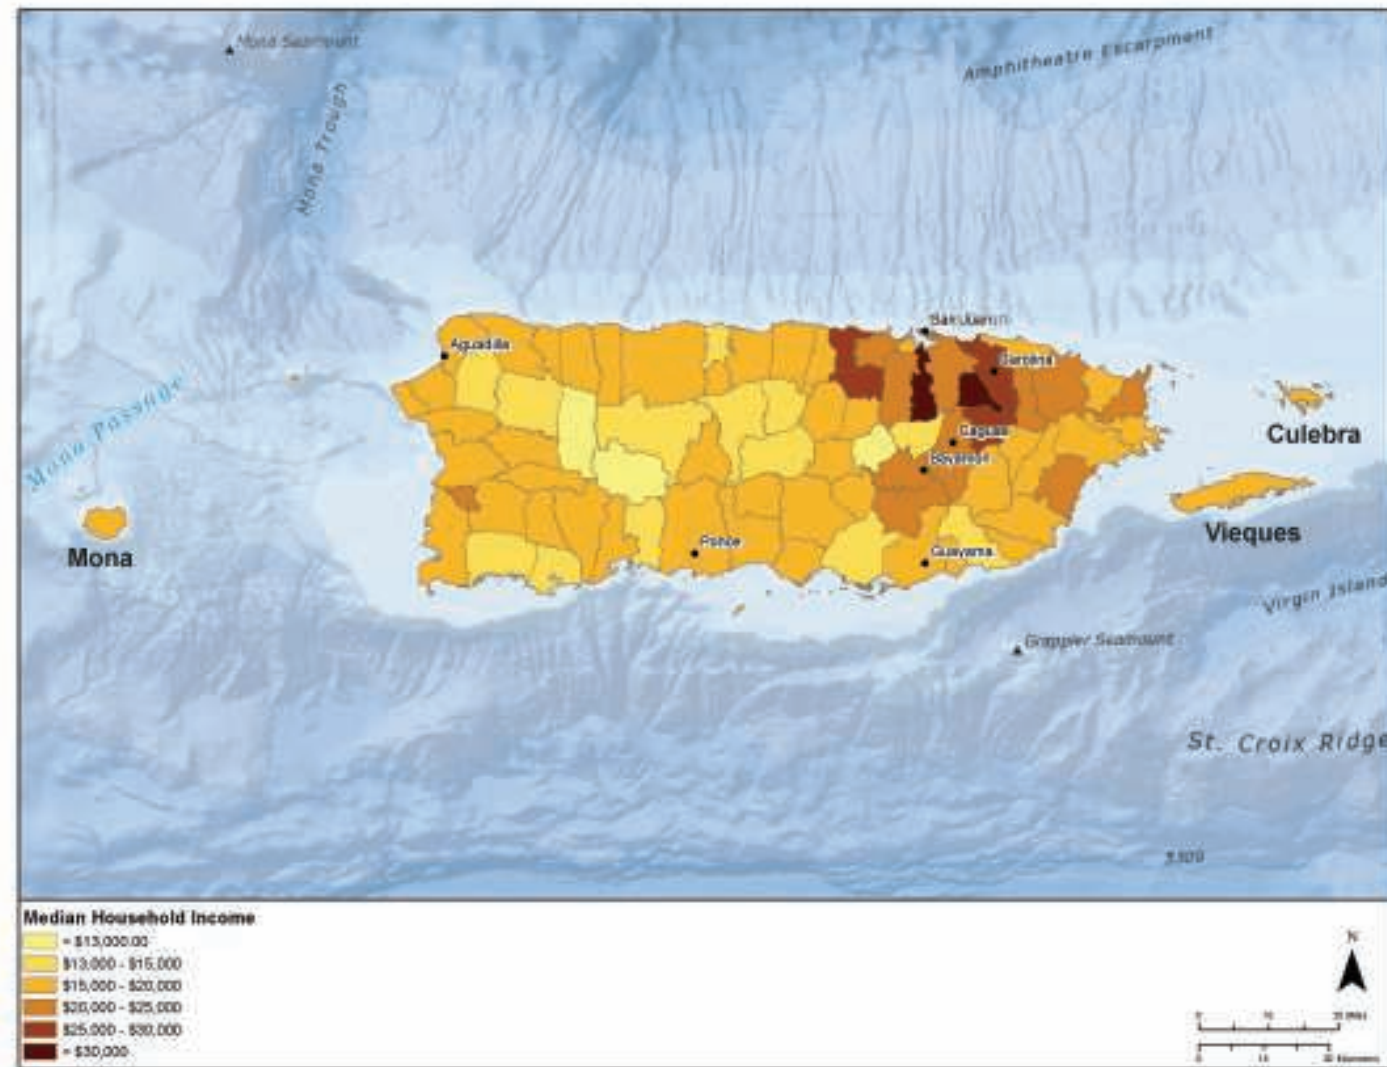 Mona Seamount
Amphitheatre Escarpment
Mona Trough
San Juan
Aguadilla
Carolina
Mona Passage
Caguas
Culebra
Bayamon
Mona
Ponce
Guayama
Vieques
Virgin Island
Grappler Seamount
St. Croix Ridge
Median Household Income
= $13,000.00
$13,000 - $15,000
$15,000 - $20,000
$20,000 - $25,000
$25,000 - $30,000
= $30,000
N